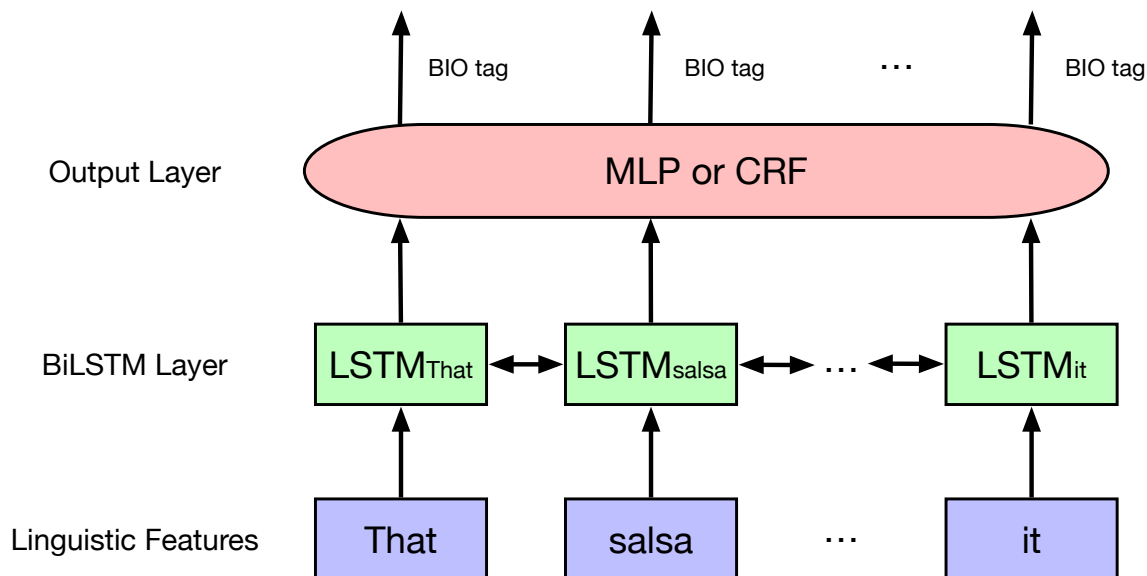 BIO tag BIO tag ... BIO tag
Output Layer MLP or CRF
BiLSTM Layer LSTMThat LSTMsalsa ... LSTMit
Linguistic Features That salsa ... it